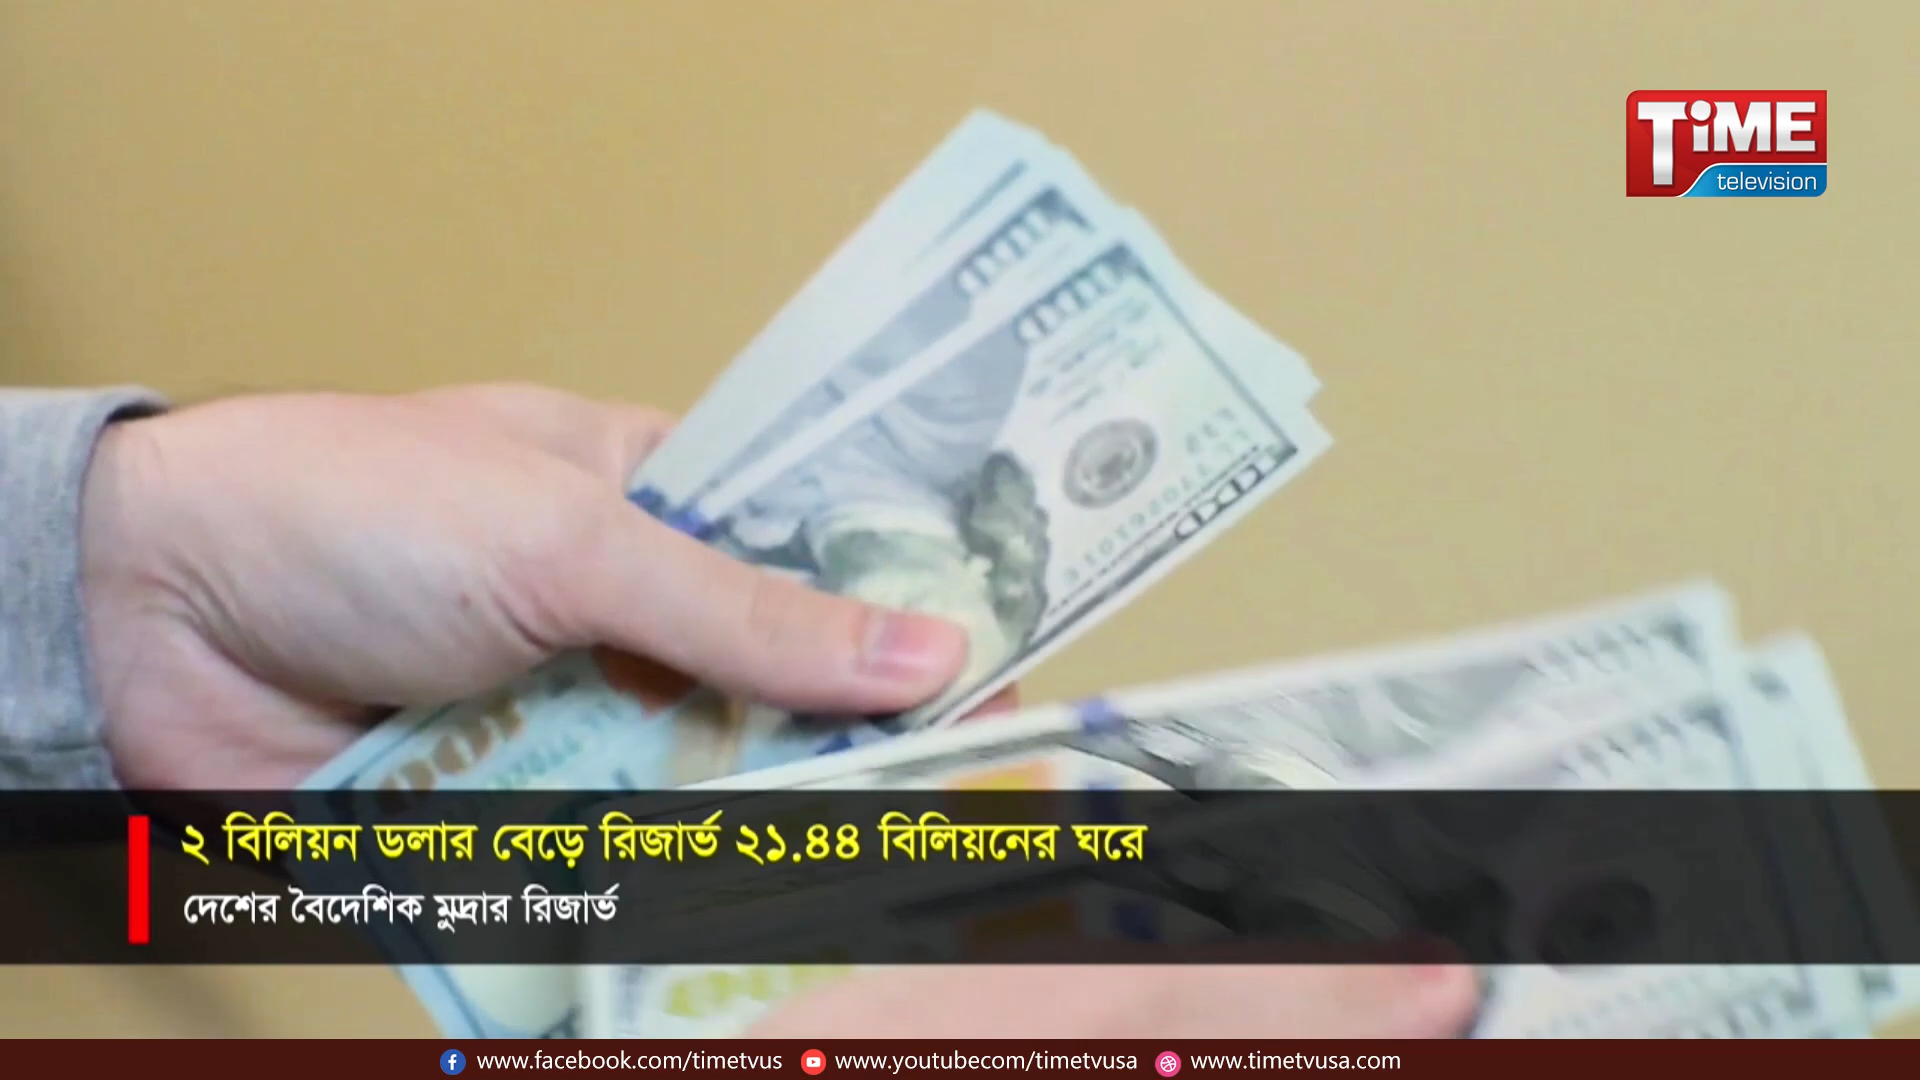 TiME
television
২ বিলিয়ন ডলার বেড়ে রিজার্ভ ২১.৪৪ বিলিয়নের ঘরে
দেশের বৈদেশিক মুদ্রার রিজার্ভ
www.facebook.com/timetvus www.youtubecom/timetvusa www.timetvusa.com